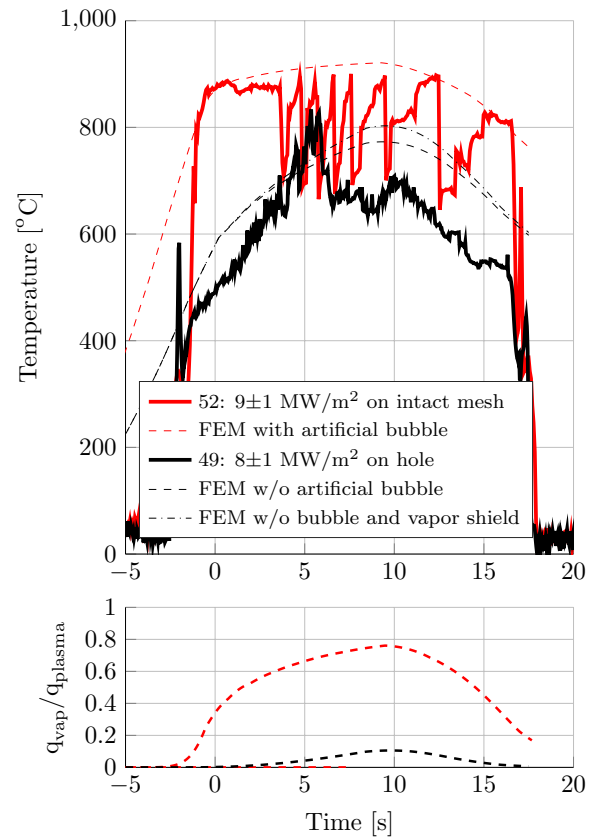 1,000
800
600
400
200
0
Temperature [°C]
52: 9±1 MW/m² on intact mesh
FEM with artificial bubble
49: 8±1 MW/m² on hole
FEM w/o artificial bubble
FEM w/o bubble and vapor shield
−5 0 5 10 15 20
1
0.8
0.6
0.4
0.2
0
q_vap/q_plasma
−5 0 5 10 15 20
Time [s]